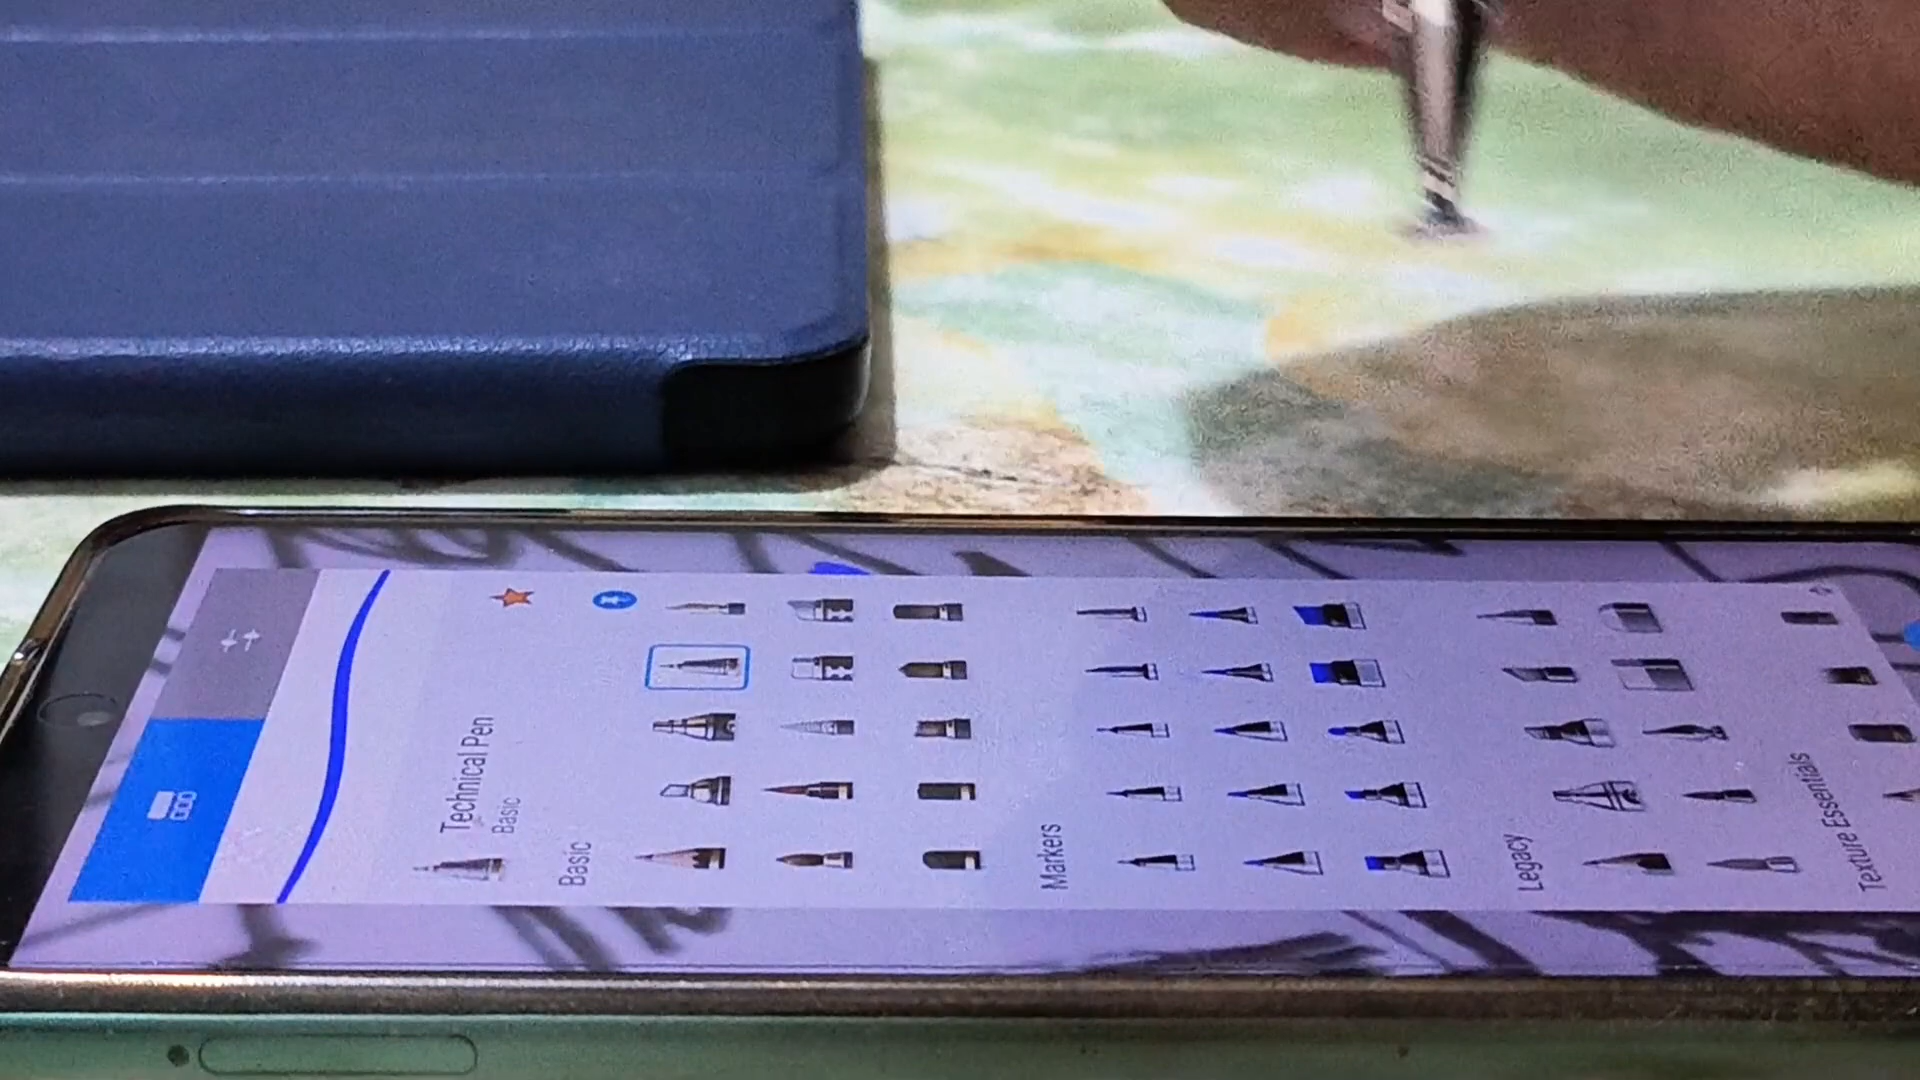 Technical Pen
Basic
Basic
Markers
Legacy
Texture Essentials